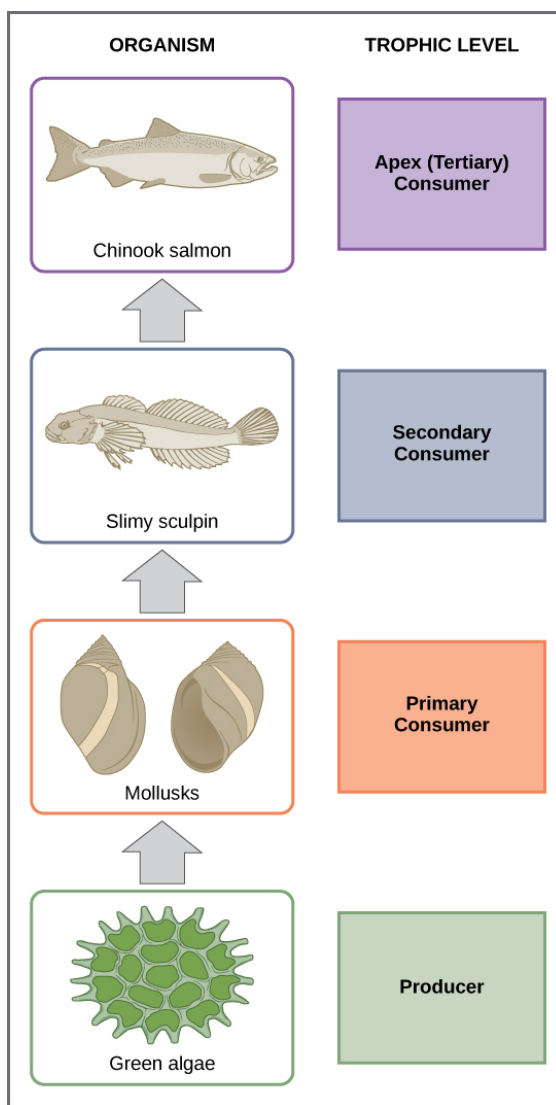 ORGANISM
TROPHIC LEVEL
Chinook salmon
Apex (Tertiary)
Consumer
Slimy sculpin
Secondary
Consumer
Mollusks
Primary
Consumer
Green algae
Producer